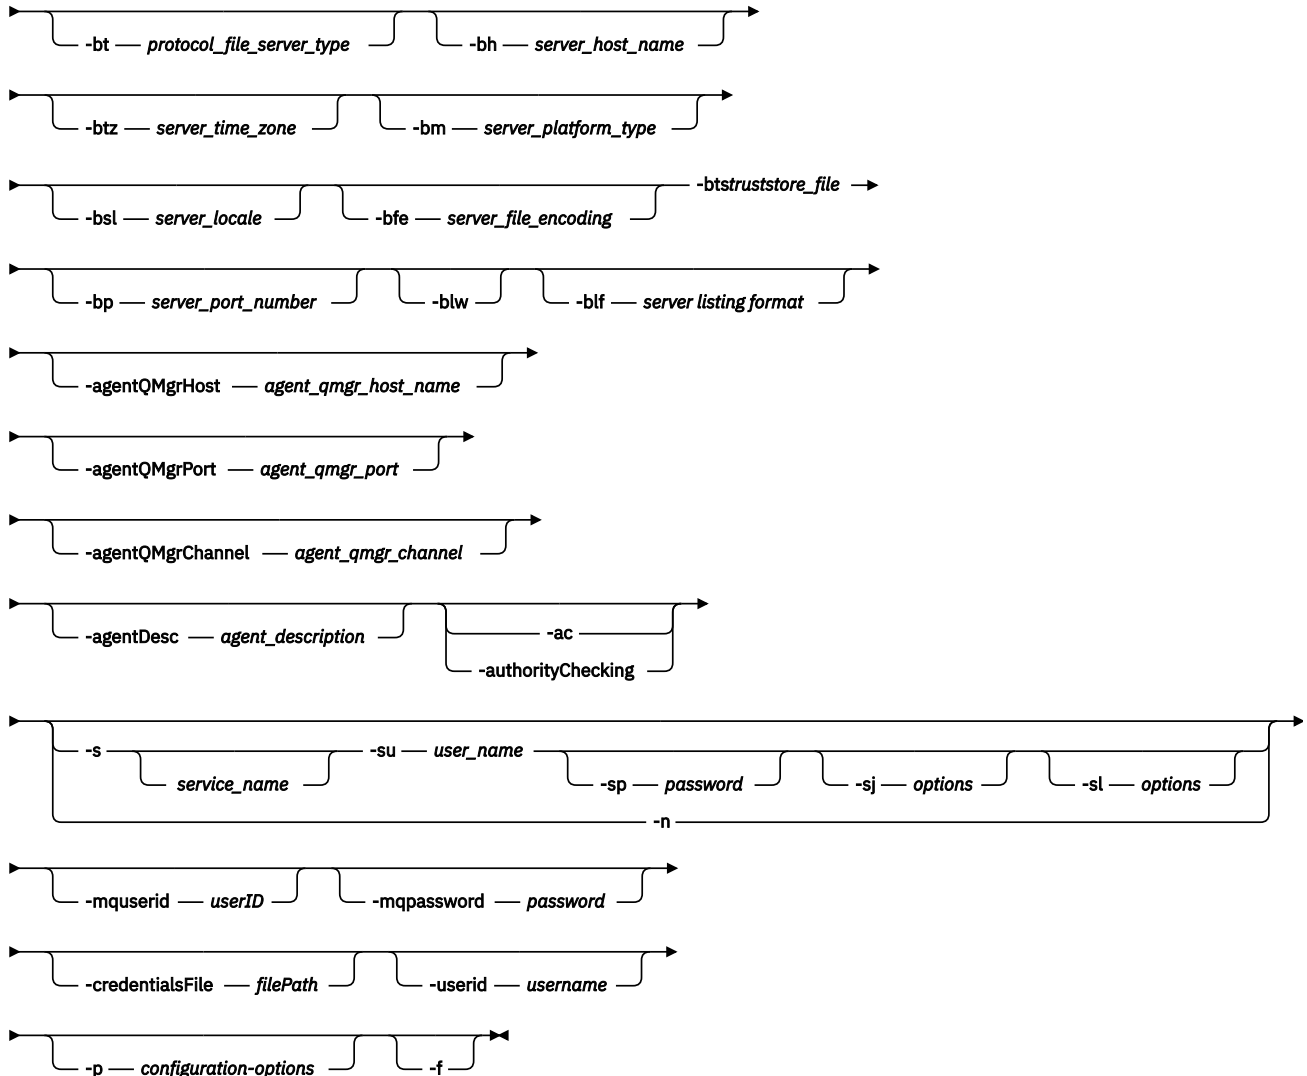 -bt protocol_file_server_type -bh server_host_name
-btz server_time_zone -bm server_platform_type
-btstruststore_file
-bsl server_locale -bfe server_file_encoding
-bp server_port_number -blw -blf server listing format
-agentQMgrHost agent_qmgr_host_name
-agentQMgrPort agent_qmgr_port
-agentQMgrChannel agent_qmgr_channel
-ac
-agentDesc agent_description
-authorityChecking
-s -su user_name
service_name -sp password -sj options -sl options
-n
-mquserid userID -mqpassword password
-credentialsFile filePath -userid username
-p configuration-options -f